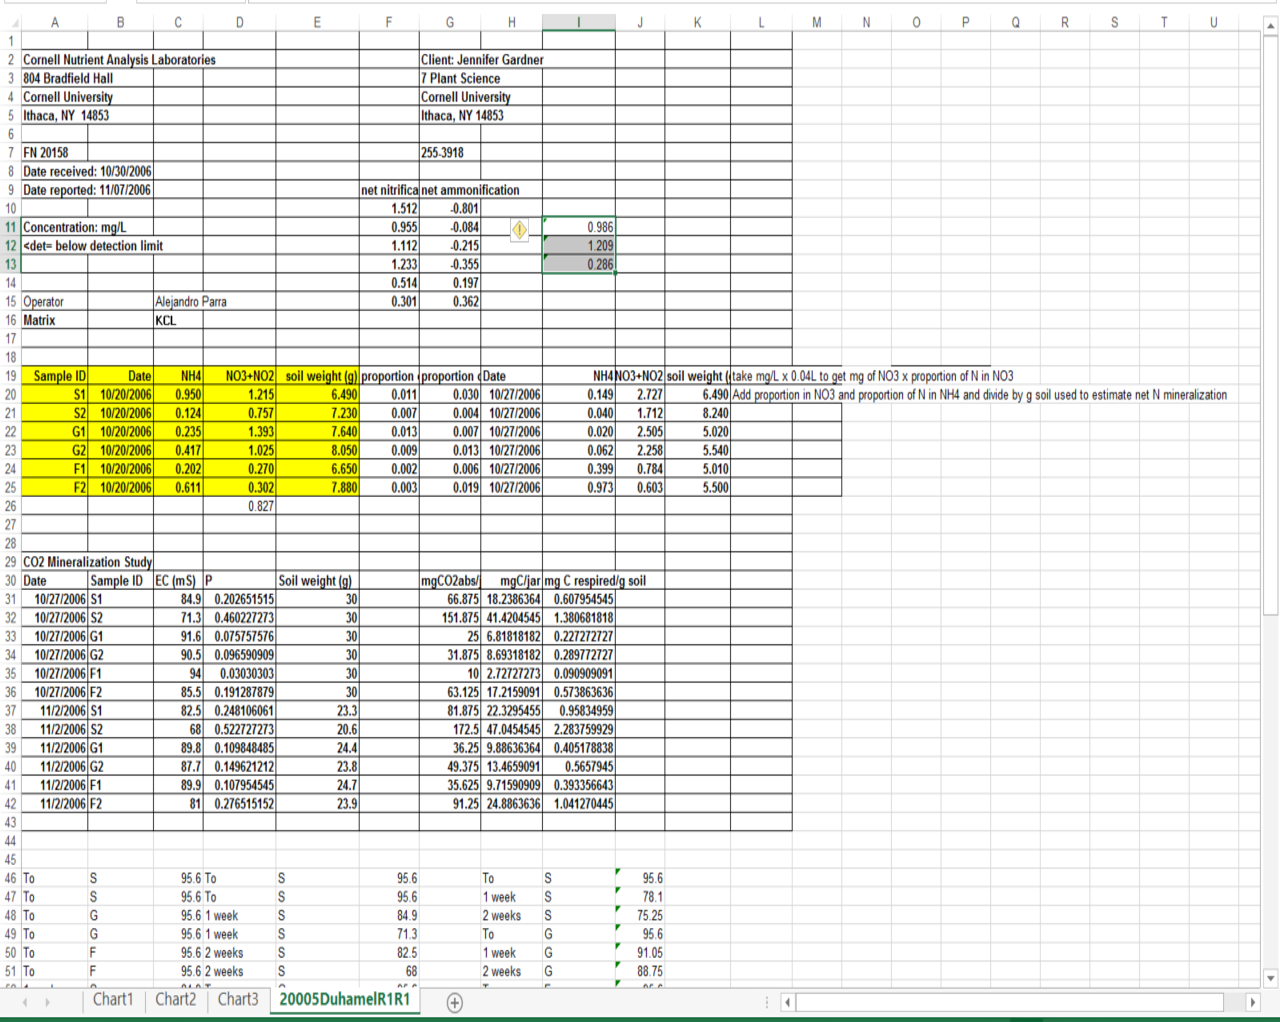 A B C D E F G H I J K L M N O P Q R S T U
1
2 Cornell Nutrient Analysis Laboratories Client: Jennifer Gardner
3 804 Bradfield Hall 7 Plant Science
4 Cornell University Cornell University
5 Ithaca, NY 14853 Ithaca, NY 14853
6
7 FN 20158 255-3918
8 Date received: 10/30/2006
9 Date reported: 11/07/2006 net nitrifica net ammonification
10 1.512 -0.801
11 Concentration: mg/L 0.955 -0.084 0.986
12 <det= below detection limit 1.112 -0.215 1.209
13 1.233 -0.355 0.286
14 0.514 0.197
15 Operator Alejandro Parra 0.301 0.362
16 Matrix KCL
17
18
19 Sample ID Date NH4 NO3+NO2 soil weight (g) proportion proportion Date NH4 NO3+NO2 soil weight ( take mg/L x 0.04L to get mg of NO3 x proportion of N in NO3
20 S1 10/20/2006 0.950 1.215 6.490 0.011 0.030 10/27/2006 0.149 2.727 6.490 Add proportion in NO3 and proportion of N in NH4 and divide by g soil used to estimate net N mineralization
21 S2 10/20/2006 0.124 0.757 7.230 0.007 0.004 10/27/2006 0.040 1.712 8.240
22 G1 10/20/2006 0.235 1.393 7.640 0.013 0.007 10/27/2006 0.020 2.505 5.020
23 G2 10/20/2006 0.417 1.025 8.050 0.009 0.013 10/27/2006 0.062 2.258 5.540
24 F1 10/20/2006 0.202 0.270 6.650 0.002 0.006 10/27/2006 0.399 0.784 5.010
25 F2 10/20/2006 0.611 0.302 7.880 0.003 0.019 10/27/2006 0.973 0.603 5.500
26 0.827
27
28
29 CO2 Mineralization Study
30 Date Sample ID EC (mS) P Soil weight (g) mgCO2abs/j mgC/jar mg C respired/g soil
31 10/27/2006 S1 84.9 0.202651515 30 66.875 18.2386364 0.607954545
32 10/27/2006 S2 71.3 0.460227273 30 151.875 41.4204545 1.380681818
33 10/27/2006 G1 91.6 0.075757576 30 25 6.81818182 0.227272727
34 10/27/2006 G2 90.5 0.096590909 30 31.875 8.69318182 0.289772727
35 10/27/2006 F1 94 0.03030303 30 10 2.72727273 0.090909091
36 10/27/2006 F2 85.5 0.191287879 30 63.125 17.2159091 0.573863636
37 11/2/2006 S1 82.5 0.248106061 23.3 81.875 22.3295455 0.95834959
38 11/2/2006 S2 68 0.522727273 20.6 172.5 47.0454545 2.283759929
39 11/2/2006 G1 89.8 0.109848485 24.4 36.25 9.88636364 0.405178838
40 11/2/2006 G2 87.7 0.149621212 23.8 49.375 13.4659091 0.5657945
41 11/2/2006 F1 89.9 0.107954545 24.7 35.625 9.71590909 0.393356643
42 11/2/2006 F2 81 0.276515152 23.9 91.25 24.8863636 1.041270445
43
44
45
46 To S 95.6 To S 95.6 To S 95.6
47 To S 95.6 To S 95.6 1 week S 78.1
48 To G 95.6 1 week S 84.9 2 weeks S 75.25
49 To G 95.6 1 week S 71.3 To G 95.6
50 To F 95.6 2 weeks S 82.5 1 week G 91.05
51 To F 95.6 2 weeks S 68 2 weeks G 88.75
Chart1 Chart2 Chart3 20005DuhamelR1R1